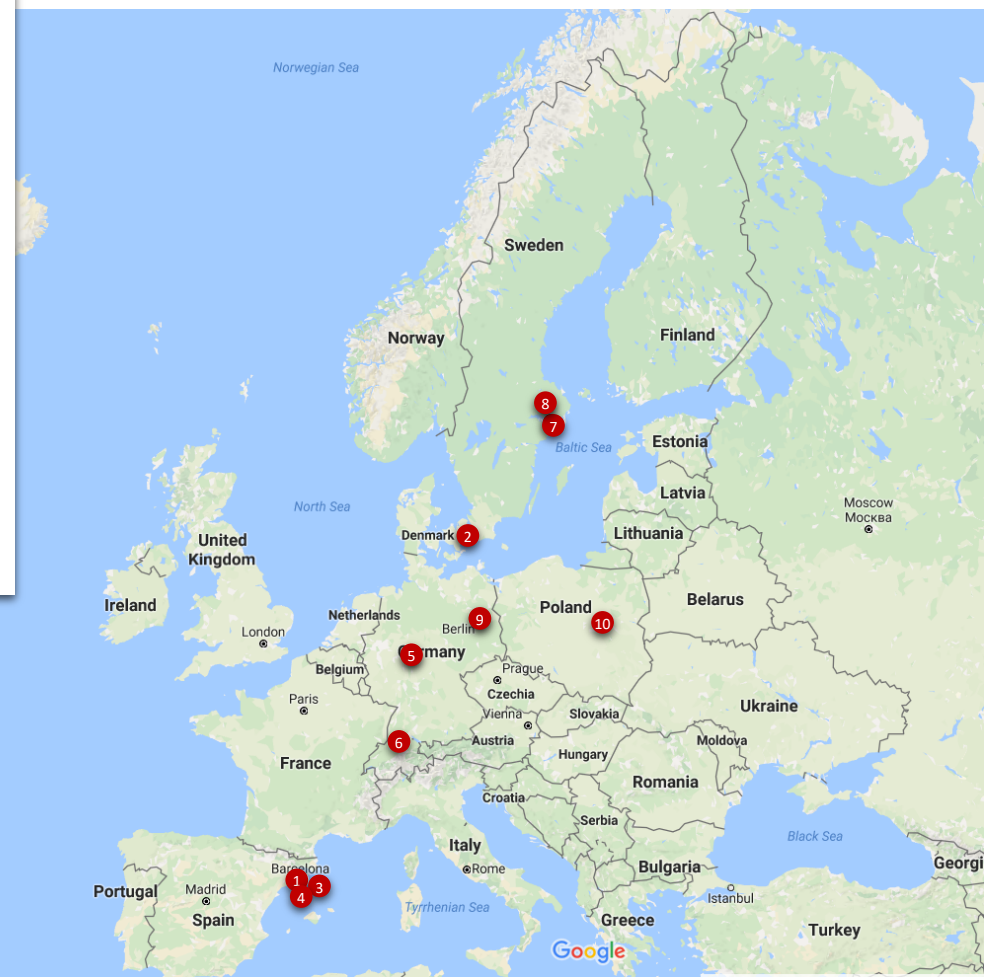 Norwegian Sea
Sweden
Norway
Finland
8
7
Baltic Sea
Estonia
Latvia
Moscow
Москва
North Sea
Denmark
2
Lithuania
United
Kingdom
Ireland
Netherlands
Berlin
9
Poland
10
Belarus
London
Belgium
5
Germany
Prague
Czechia
Paris
Ukraine
Vienna
Slovakia
6
Austria
Moldova
Hungary
France
Romania
Croatia
Serbia
Black Sea
Italy
Rome
Bulgaria
Georgi
Barcelona
1
3
4
Portugal
Madrid
Spain
Tyrrhenian Sea
Istanbul
Greece
Turkey
Google